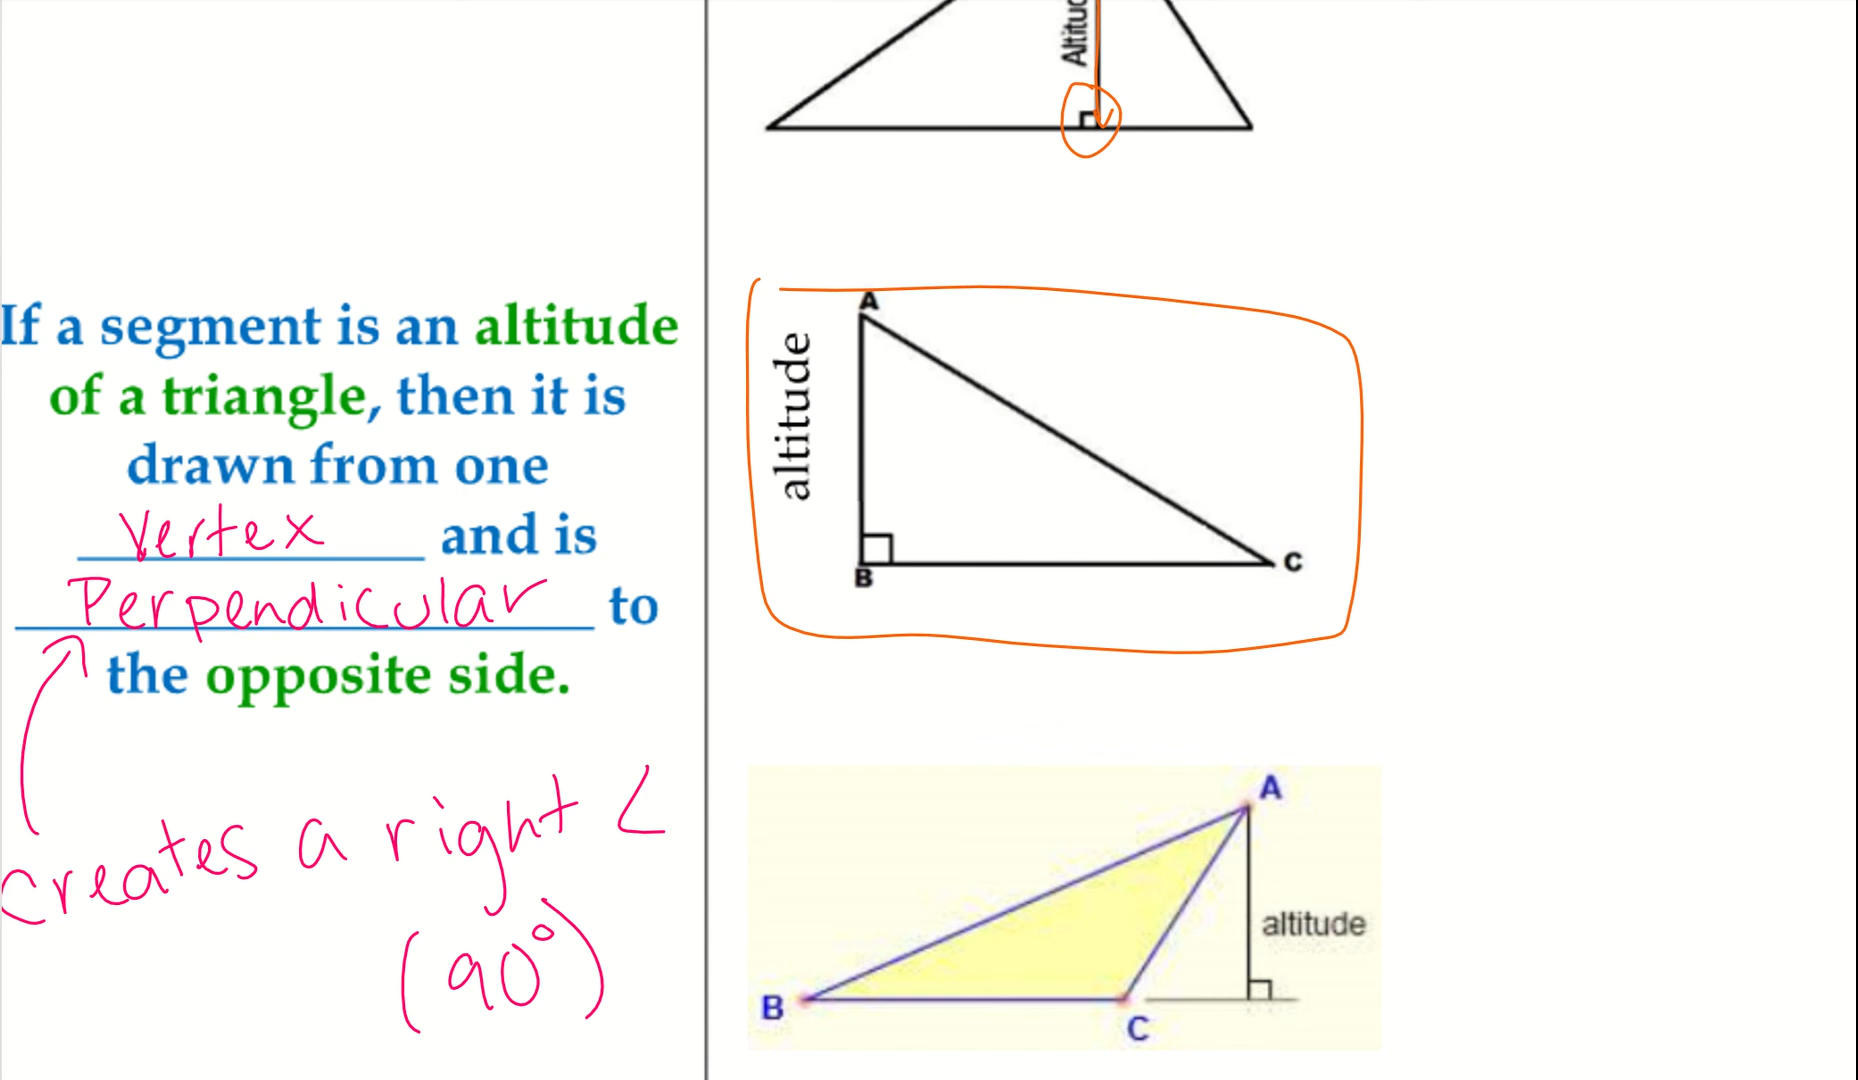 If a segment is an altitude
of a triangle, then it is
drawn from one
Vertex and is
Perpendicular to
the opposite side.
creates a right <
(90°)
A
altitude
B
C
A
altitude
B
C